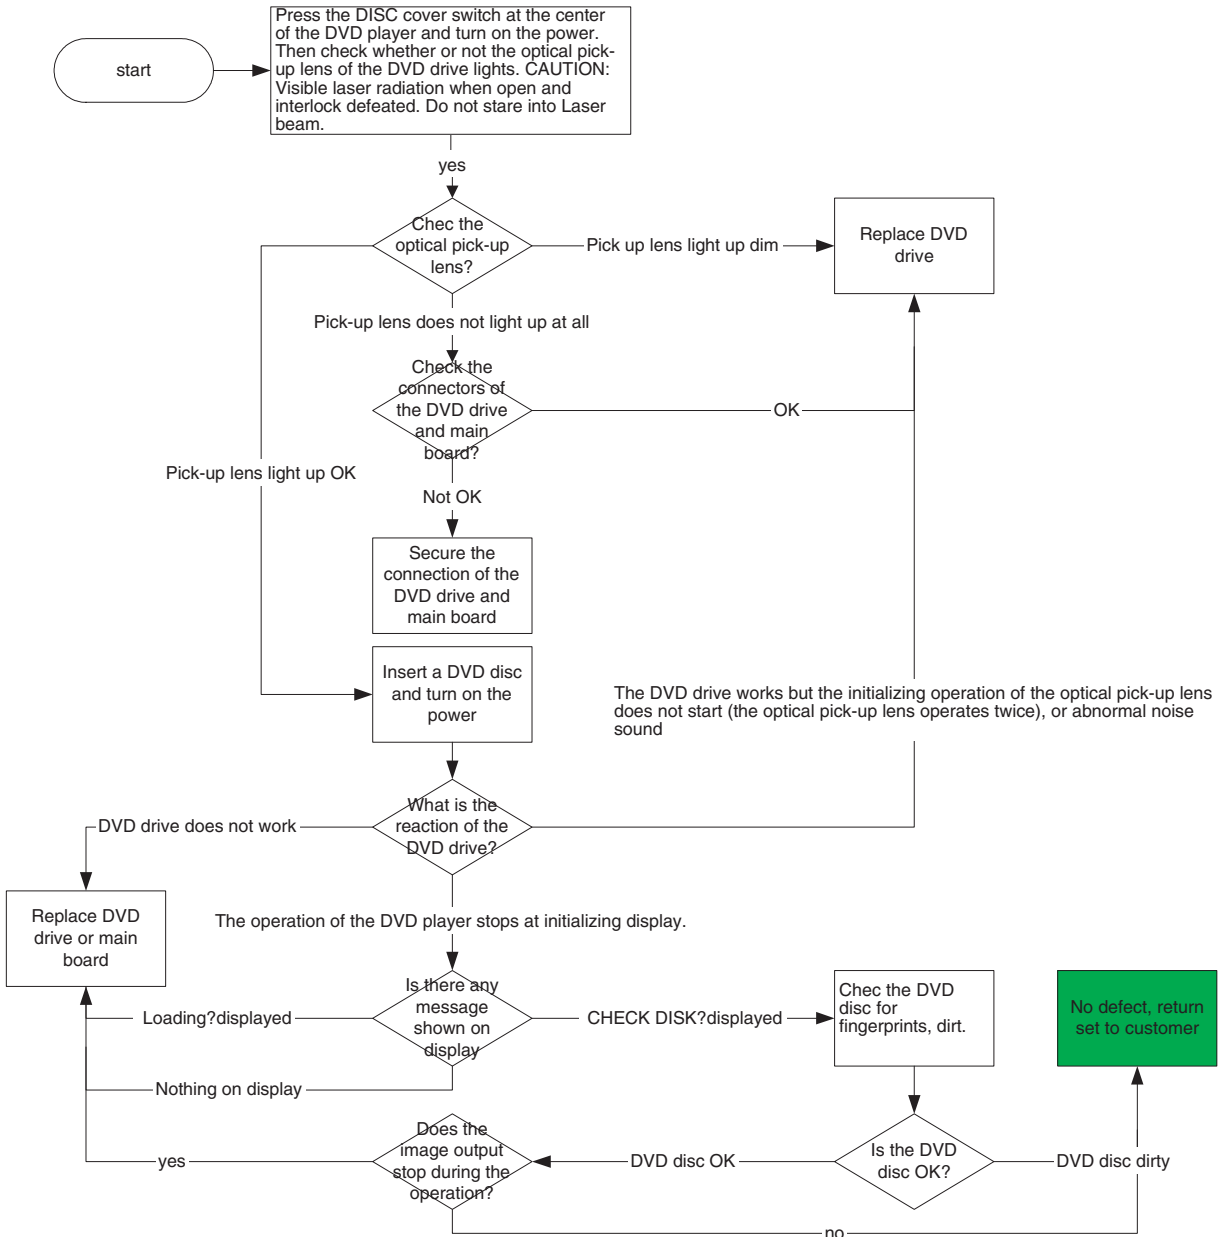 start
Press the DISC cover switch at the center
of the DVD player and turn on the power.
Then check whether or not the optical pick-
up lens of the DVD drive lights. CAUTION:
Visible laser radiation when open and
interlock defeated. Do not stare into Laser
beam.
yes
Chec the
optical pick-up
lens?
Pick up lens light up dim
Replace DVD
drive
Pick-up lens does not light up at all
Check the
connectors of
the DVD drive
and main
board?
OK
Pick-up lens light up OK
Not OK
Secure the
connection of the
DVD drive and
main board
Insert a DVD disc
and turn on the
power
The DVD drive works but the initializing operation of the optical pick-up lens
does not start (the optical pick-up lens operates twice), or abnormal noise
sound
What is the
reaction of the
DVD drive?
DVD drive does not work
Replace DVD
drive or main
board
The operation of the DVD player stops at initializing display.
Is there any
message
shown on
display
Loading?displayed
CHECK DISK?displayed
Chec the DVD
disc for
fingerprints, dirt.
No defect, return
set to customer
Nothing on display
Does the
image output
stop during the
operation?
yes
DVD disc OK
Is the DVD
disc OK?
DVD disc dirty
no